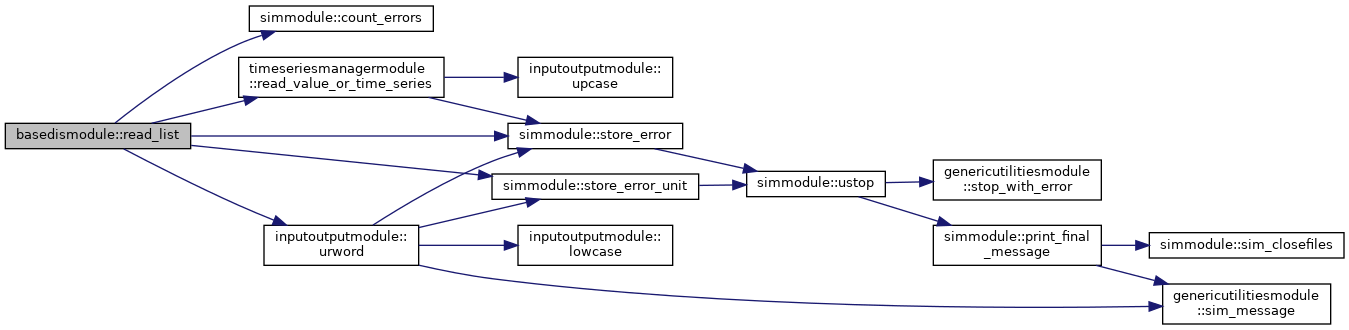 simmodule::count_errors
timeseriesmanagermodule
::read_value_or_time_series
inputoutputmodule::
upcase
basedismodule::read_list
simmodule::store_error
simmodule::store_error_unit
simmodule::ustop
genericutilitiesmodule
::stop_with_error
inputoutputmodule::
urword
inputoutputmodule::
lowcase
simmodule::print_final
_message
simmodule::sim_closefiles
genericutilitiesmodule
::sim_message